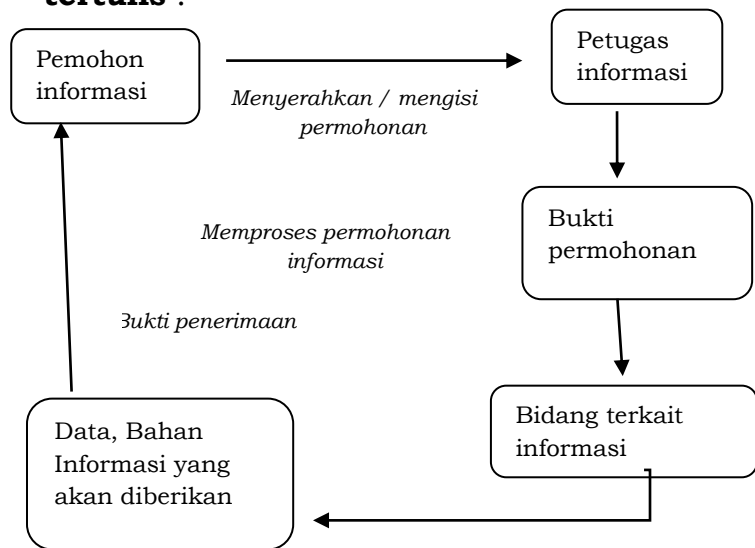 tertulis :
Pemohon
informasi
Menyerahkan / mengisi
permohonan
Petugas
informasi
Bukti
permohonan
Memproses permohonan
informasi
Bukti penerimaan
Bidang terkait
informasi
Data, Bahan
Informasi yang
akan diberikan